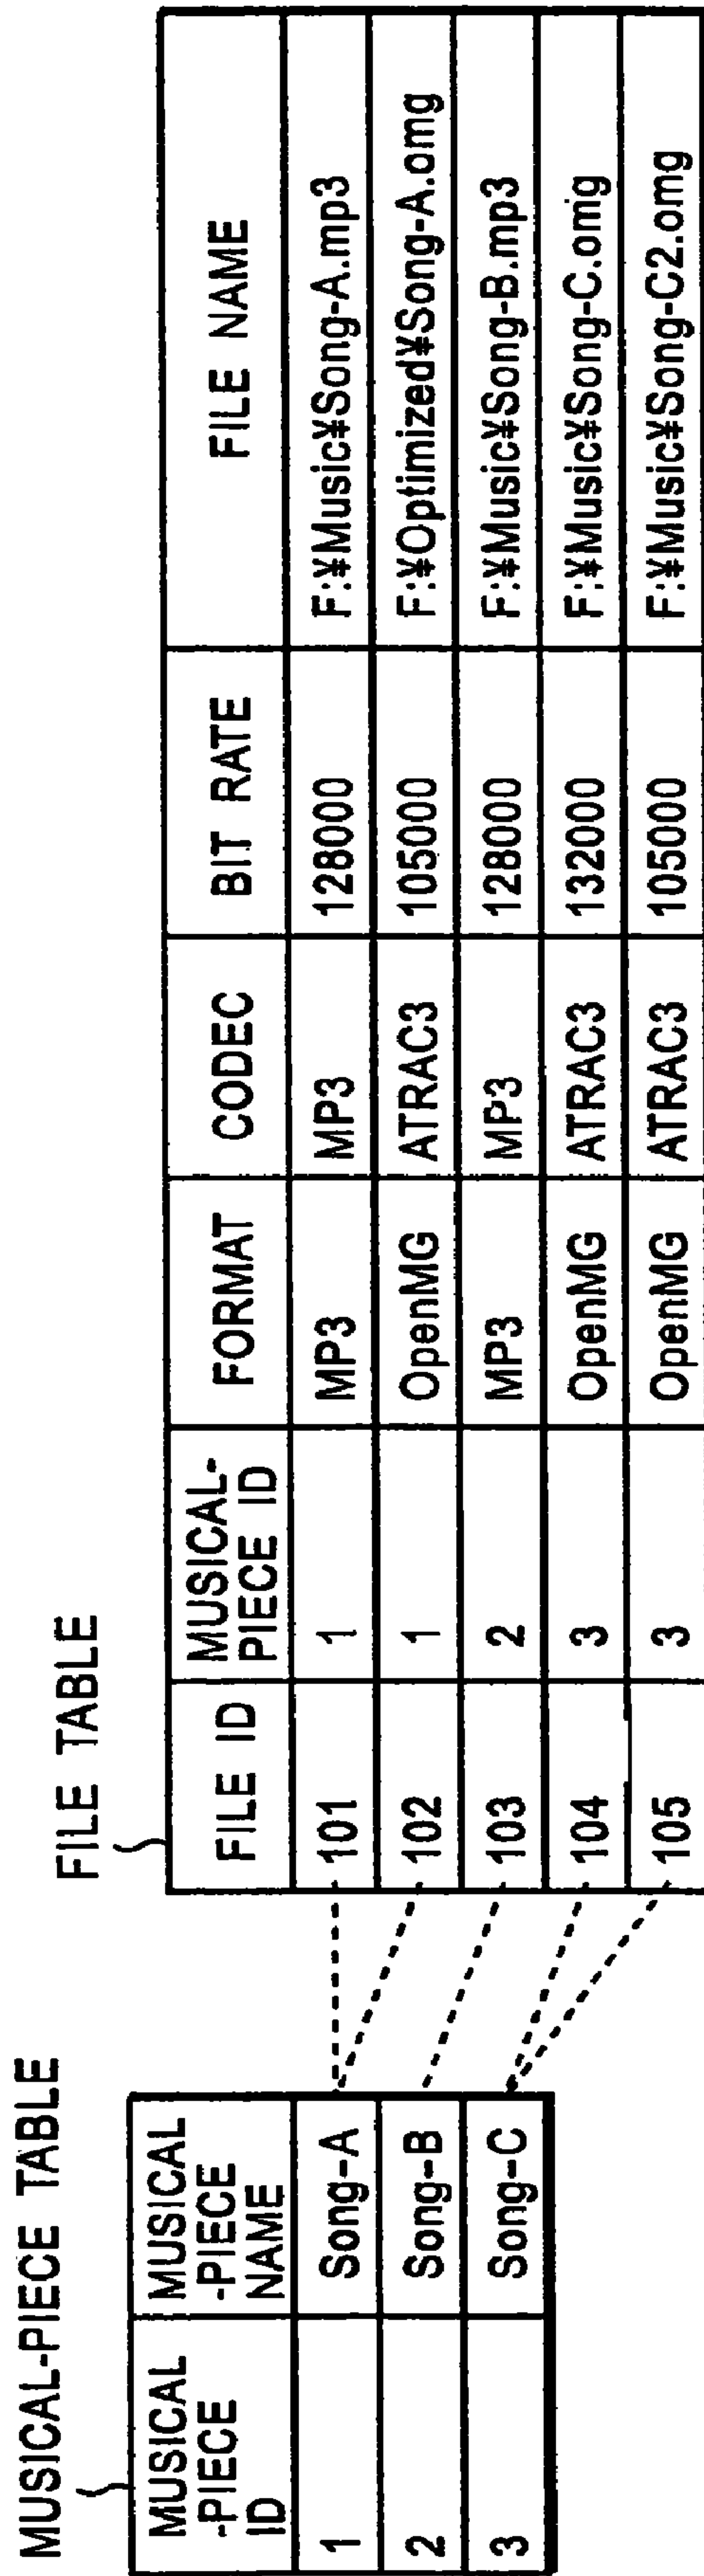 MUSICAL-PIECE TABLE
MUSICAL
-PIECE
ID
MUSICAL
-PIECE
NAME
1 Song-A
2 Song-B
3 Song-C
FILE TABLE
FILE ID
MUSICAL-
PIECE ID
FORMAT
CODEC
BIT RATE
FILE NAME
101 1 MP3 MP3 128000 F:¥Music¥Song-A.mp3
102 1 OpenMG ATRAC3 105000 F:¥Optimized¥Song-A.omg
103 2 MP3 MP3 128000 F:¥Music¥Song-B.mp3
104 3 OpenMG ATRAC3 132000 F:¥Music¥Song-C.omg
105 3 OpenMG ATRAC3 105000 F:¥Music¥Song-C2.omg